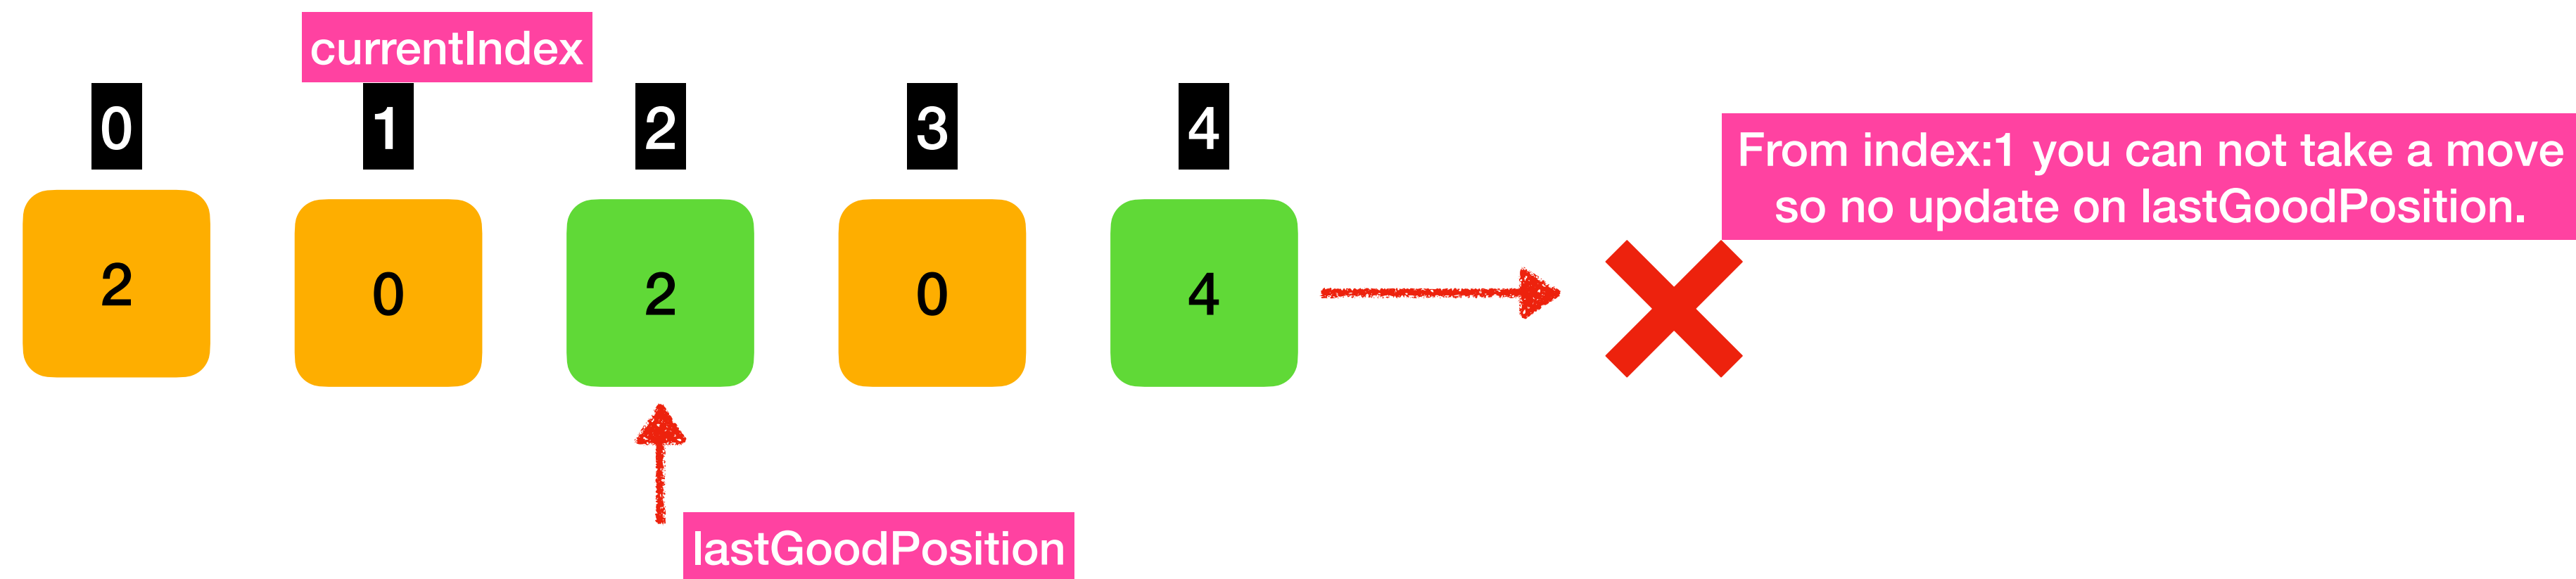 currentIndex
0 1 2 3 4
From index:1 you can not take a move
so no update on lastGoodPosition.
2 0 2 0 4
lastGoodPosition